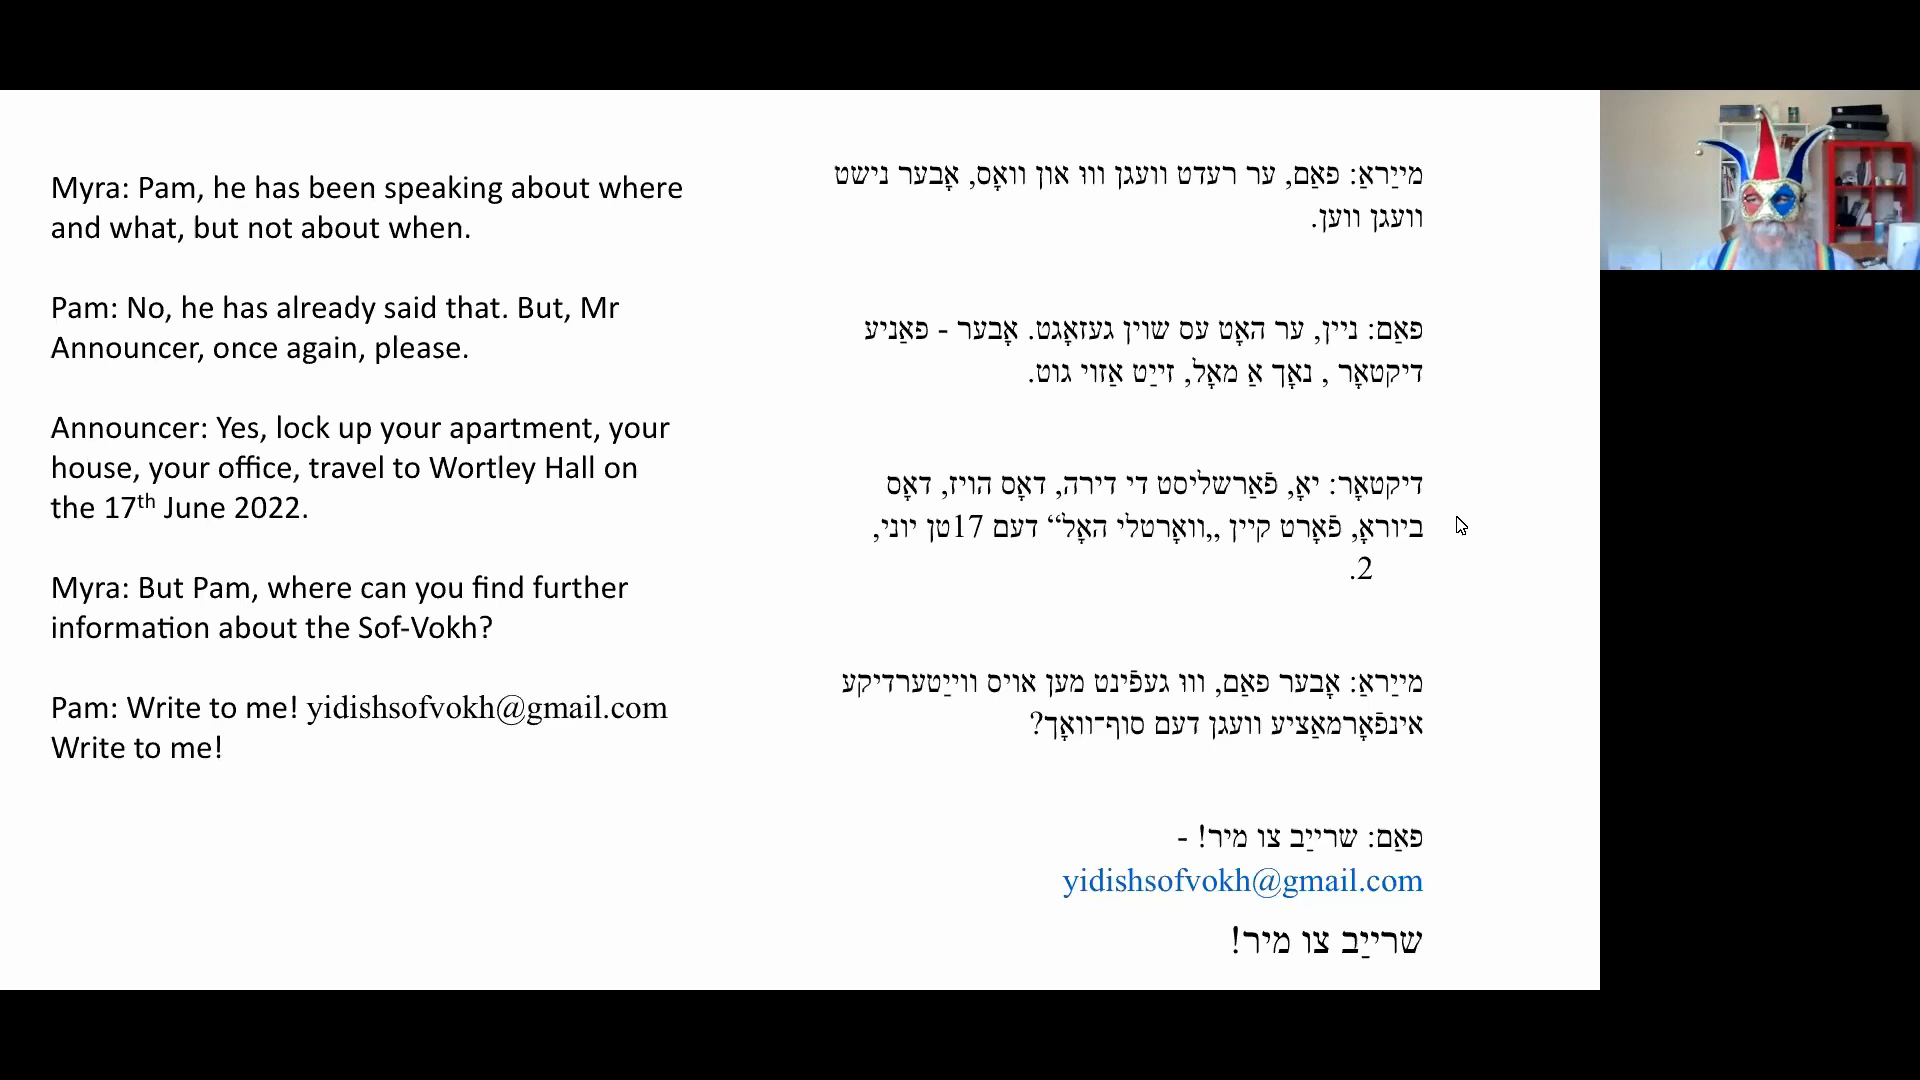 Myra: Pam, he has been speaking about where
and what, but not about when.
Pam: No, he has already said that. But, Mr
Announcer, once again, please.
Announcer: Yes, lock up your apartment, your
house, your office, travel to Wortley Hall on
the 17th June 2022.
Myra: But Pam, where can you find further
information about the Sof-Vokh?
Pam: Write to me! yidishsofvokh@gmail.com
Write to me!
מײַראַ: פּאַם, ער רעדט וועגן וווּ און וואָס, אָבער נישט
וועגן ווען.
פּאַם: ניין, ער האָט עס שוין געזאָגט. אָבער - פּאַניע
דיקטאָר , נאָך אַ מאָל, זײַט אַזוי גוט.
דיקטאָר: יאָ, פֿאַרשליסט די דירה, דאָס הויז, דאָס
ביוראָ, פֿאָרט קיין „וואָרטלי האָל“ דעם 17טן יוני,
2.
מײַראַ: אָבער פּאַם, וווּ געפֿינט מען אויס ווײַטערדיקע
אינפֿאָרמאַציע וועגן דעם סוף־וואָך?
פּאַם: שרײַב צו מיר! -
yidishsofvokh@gmail.com
שרײַב צו מיר!